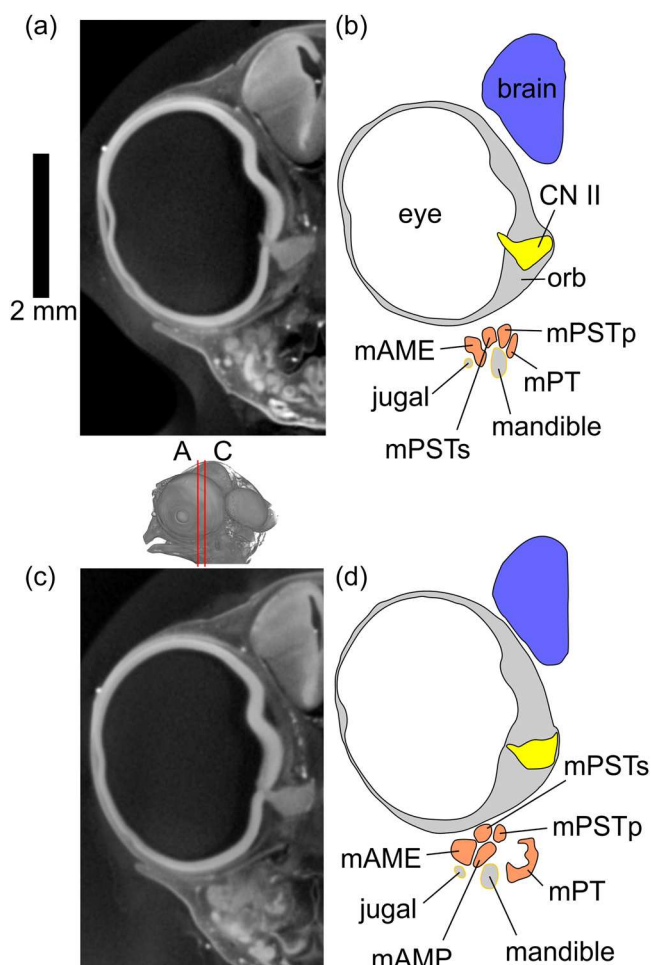 (a)
(b)
brain
CN II
eye
orb
2 mm
mPSTp
mAME
mPT
jugal
mPSTs
mandible
A C
(c)
(d)
mPSTs
mPSTp
mAME
jugal
mPT
mAMP
mandible